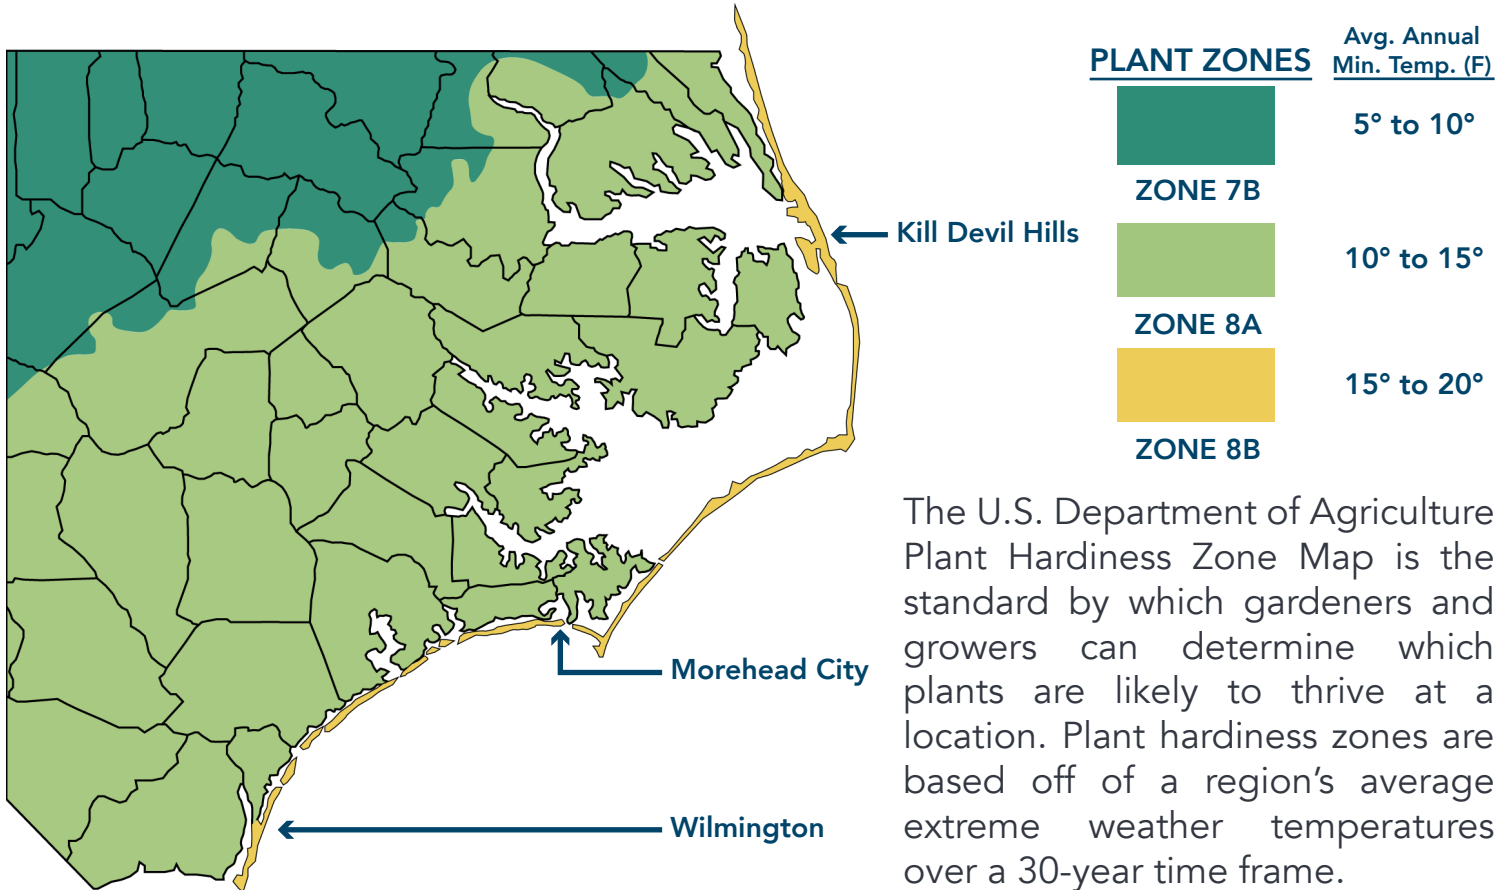 PLANT ZONES
Avg. Annual
Min. Temp. (F)
5° to 10°
ZONE 7B
10° to 15°
ZONE 8A
15° to 20°
ZONE 8B
Kill Devil Hills
Morehead City
Wilmington
The U.S. Department of Agriculture
Plant Hardiness Zone Map is the
standard by which gardeners and
growers can determine which
plants are likely to thrive at a
location. Plant hardiness zones are
based off of a region’s average
extreme weather temperatures
over a 30-year time frame.